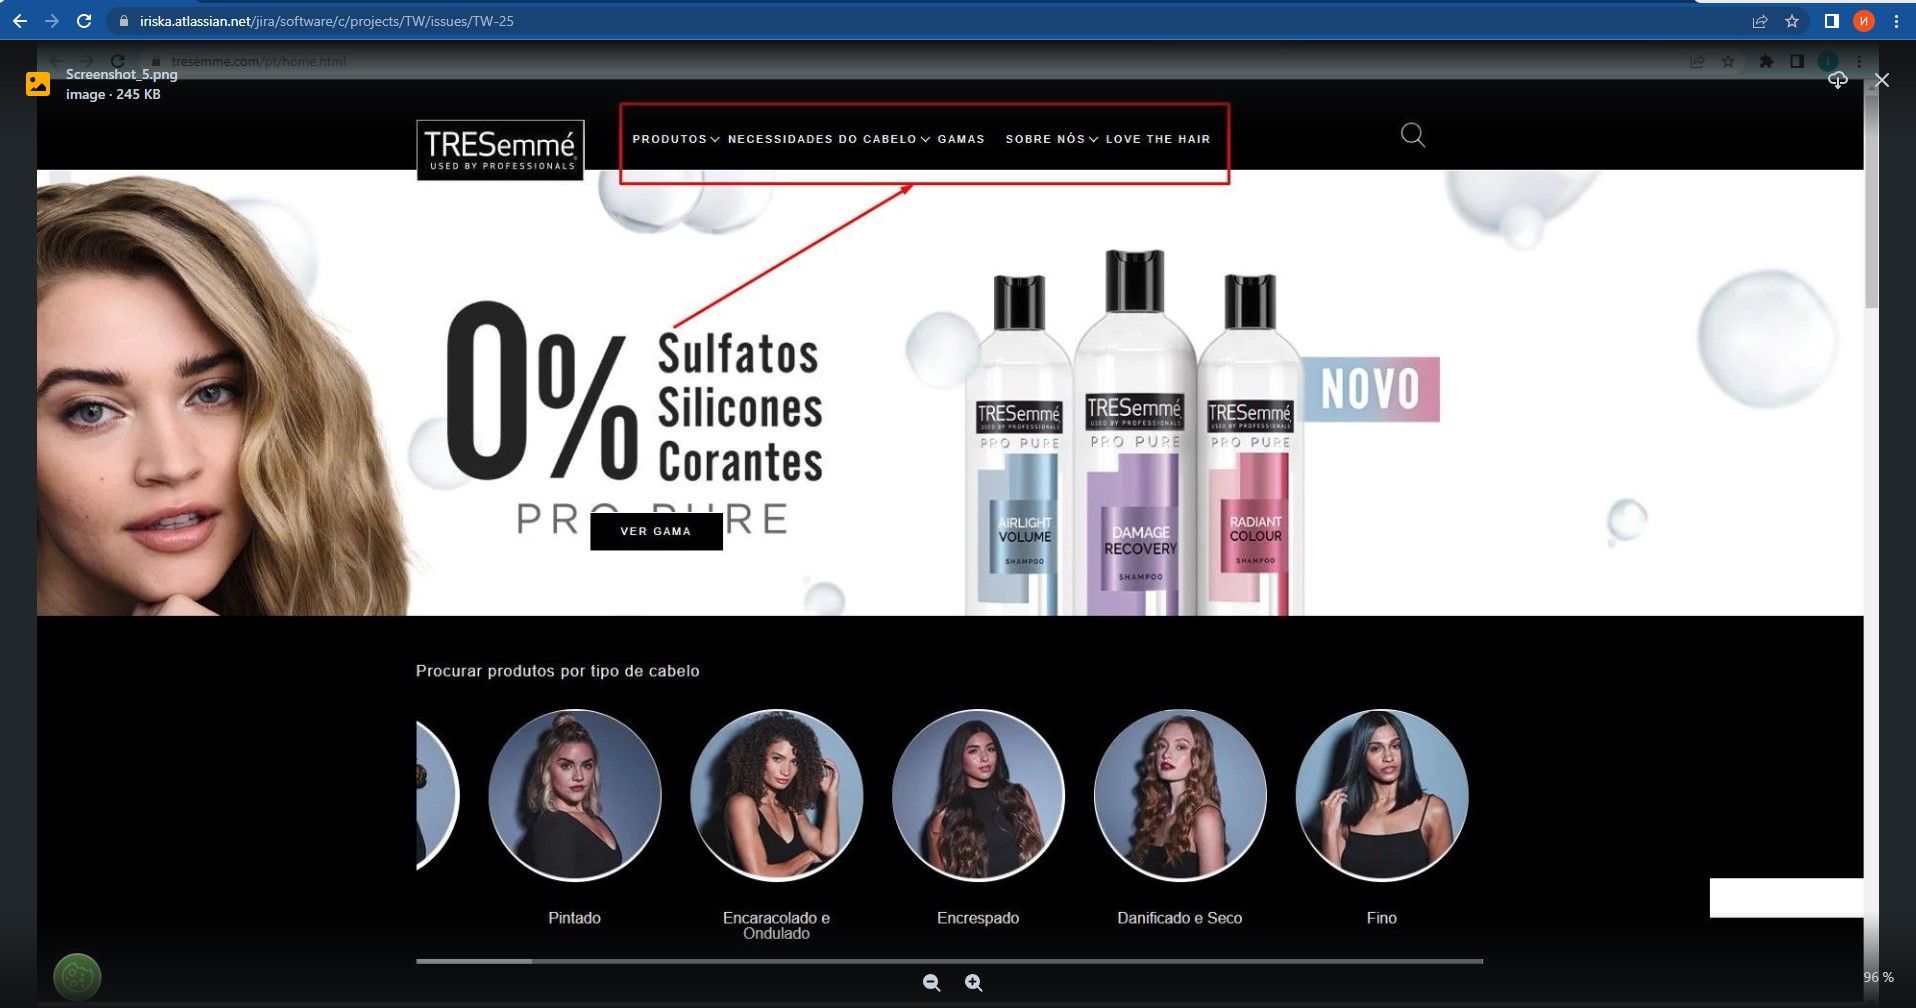 iriska.atlassian.net/jira/software/c/projects/TW/issues/TW-25
tresemme.com/pt/home.html
Screenshot_5.png
image · 245 KB
TRESemmé
USED BY PROFESSIONALS
PRODUTOS NECESSIDADES DO CABELO GAMAS SOBRE NÓS LOVE THE HAIR
0% Sulfatos
Silicones
Corantes
PRO PURE
VER GAMA
NOVO
TRESemmé
USED BY PROFESSIONALS
PRO PURE
AIRLIGHT
VOLUME
SHAMPOO
TRESemmé
USED BY PROFESSIONALS
PRO PURE
DAMAGE
RECOVERY
SHAMPOO
TRESemmé
USED BY PROFESSIONALS
PRO PURE
RADIANT
COLOUR
SHAMPOO
Procurar produtos por tipo de cabelo
Pintado
Encaracolado e
Ondulado
Encrespado
Danificado e Seco
Fino
96 %